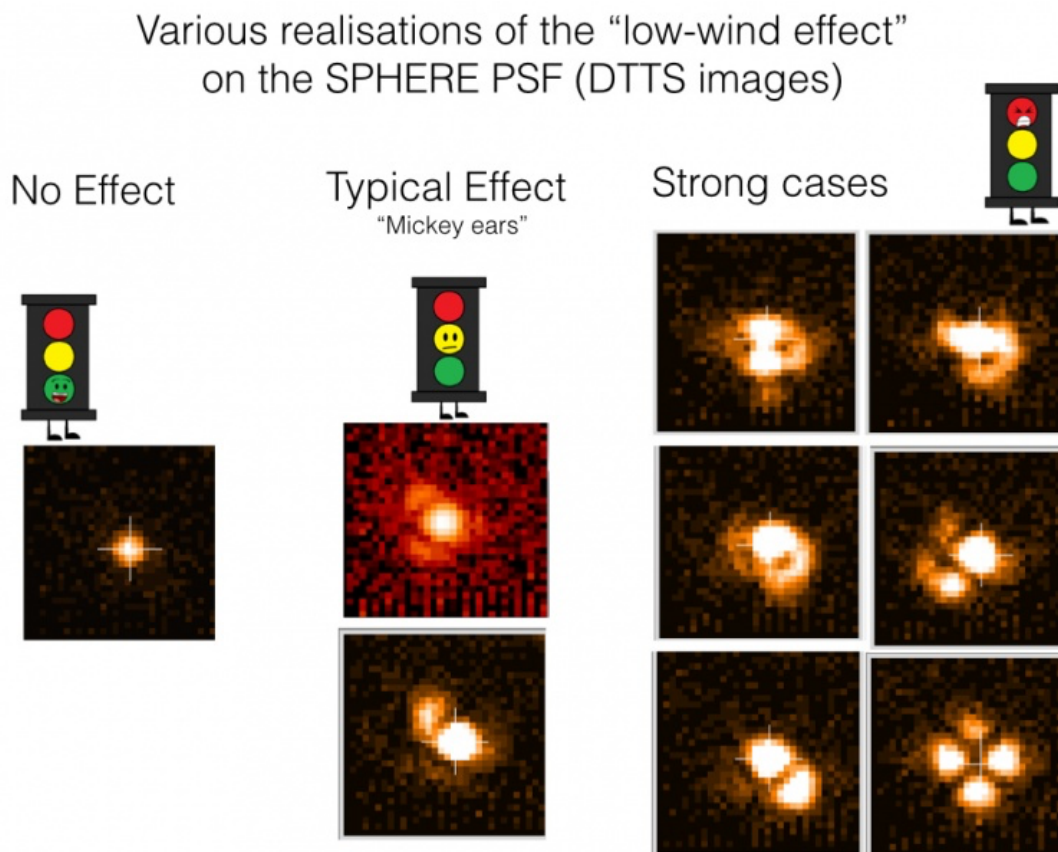 Various realisations of the “low-wind effect”
on the SPHERE PSF (DTTS images)
No Effect
Typical Effect
“Mickey ears”
Strong cases